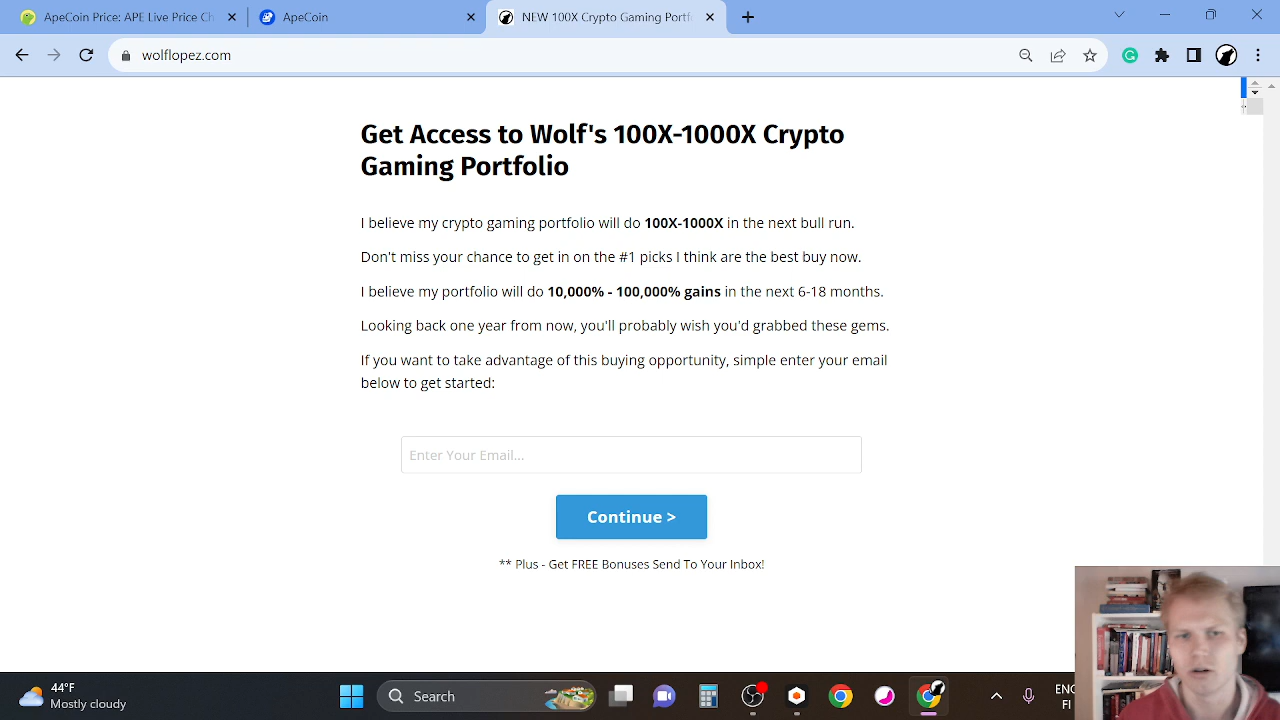 ApeCoin Price: APE Live Price Ch
ApeCoin
NEW 100X Crypto Gaming Portf
wolflopez.com
Get Access to Wolf's 100X-1000X Crypto
Gaming Portfolio
I believe my crypto gaming portfolio will do 100X-1000X in the next bull run.
Don't miss your chance to get in on the #1 picks I think are the best buy now.
I believe my portfolio will do 10,000% - 100,000% gains in the next 6-18 months.
Looking back one year from now, you'll probably wish you'd grabbed these gems.
If you want to take advantage of this buying opportunity, simple enter your email
below to get started:
Enter Your Email...
Continue >
** Plus - Get FREE Bonuses Send To Your Inbox!
44°F
Mostly cloudy
Search
ENG
FI